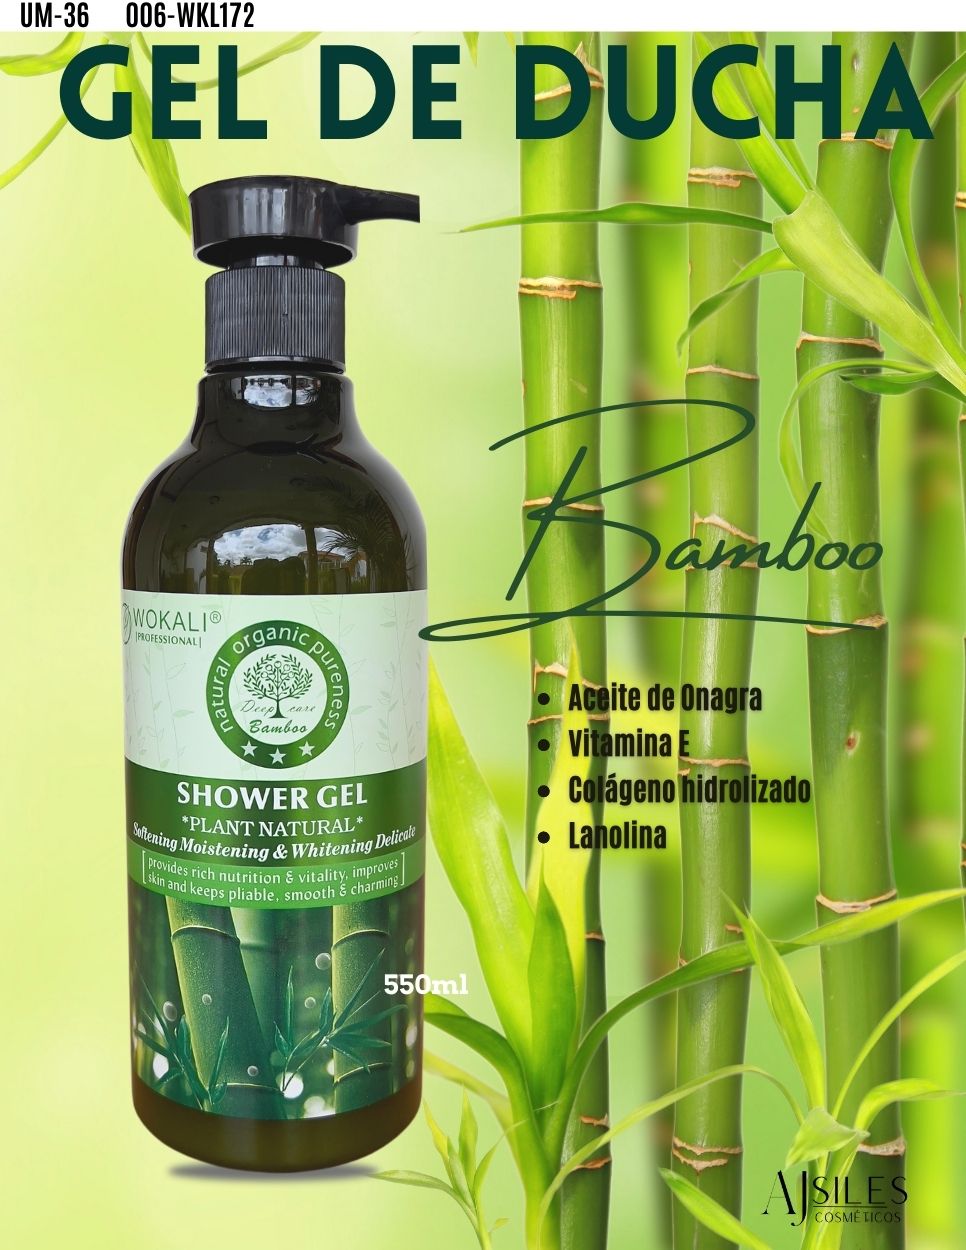 UM-36 006-WKL172
GEL DE DUCHA
Bamboo
WOKALI®
|PROFESSIONAL|
natural organic pureness
Deep care
Bamboo
SHOWER GEL
*PLANT NATURAL*
Softening Moistening & Whitening Delicate
[provides rich nutrition & vitality, improves
skin and keeps pliable, smooth & charming]
• Aceite de Onagra
• Vitamina E
• Colágeno hidrolizado
• Lanolina
550ml
AJSILES
COSMÉTICOS